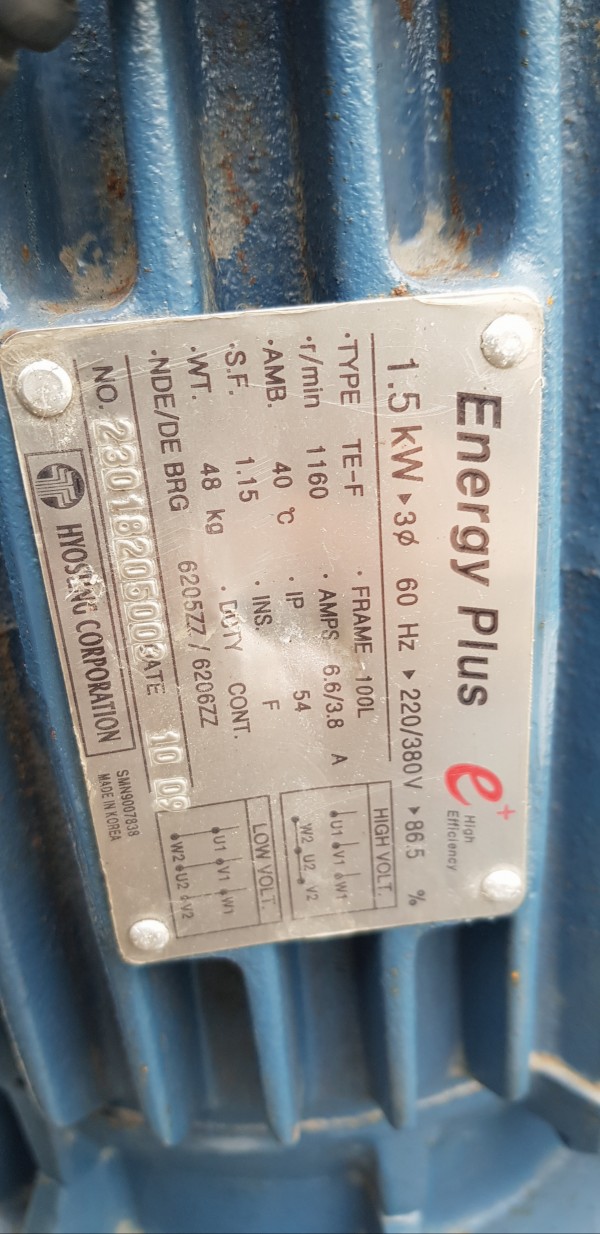 Energy Plus e+ High Efficiency
1.5 kW ▸ 3ø 60 Hz ▸ 220/380V ▸ 86.5 %
·TYPE TE-F ·FRAME 100L
·r/min 1160 ·AMPS. 6.6/3.8 A
·AMB. 40 °C ·IP 54
·S.F. 1.15 ·INS. F
·WT. 48 kg ·DUTY CONT.
·NDE/DE BRG 6205ZZ / 6206ZZ
NO. DATE 10 09
HYOSUNG CORPORATION
SMN9007838
MADE IN KOREA
HIGH VOLT.
U1 V1 W1
W2 U2 V2
LOW VOLT.
U1 V1 W1
W2 U2 V2